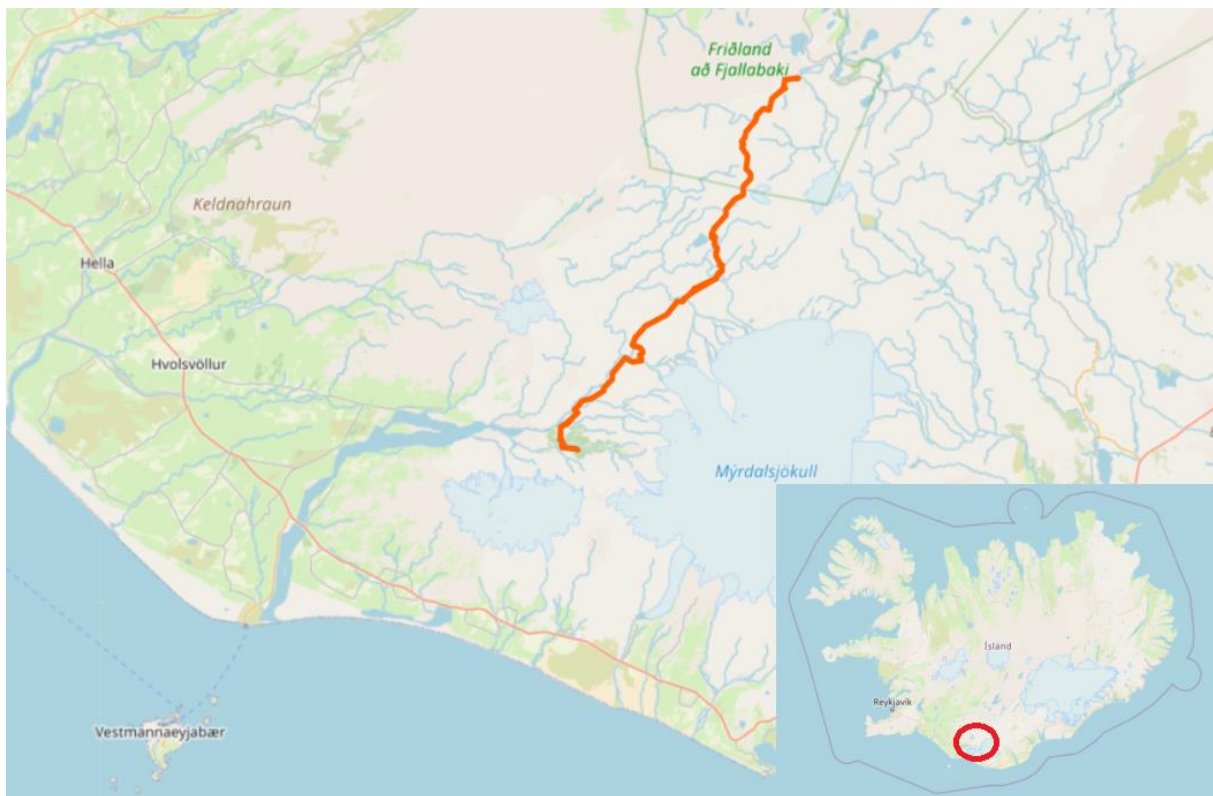 Friðland
að Fjallabaki
Keldnahraun
Hella
Hvolsvöllur
Mýrdalsjökull
Vestmannaeyjabær
Ísland
Reykjavík